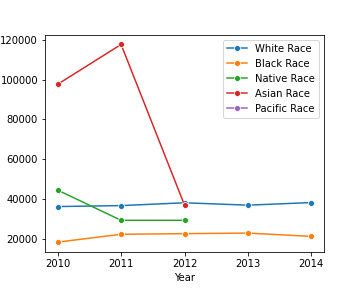 120000
100000
80000
60000
40000
20000
White Race
Black Race
Native Race
Asian Race
Pacific Race
2010 2011 2012 2013 2014
Year